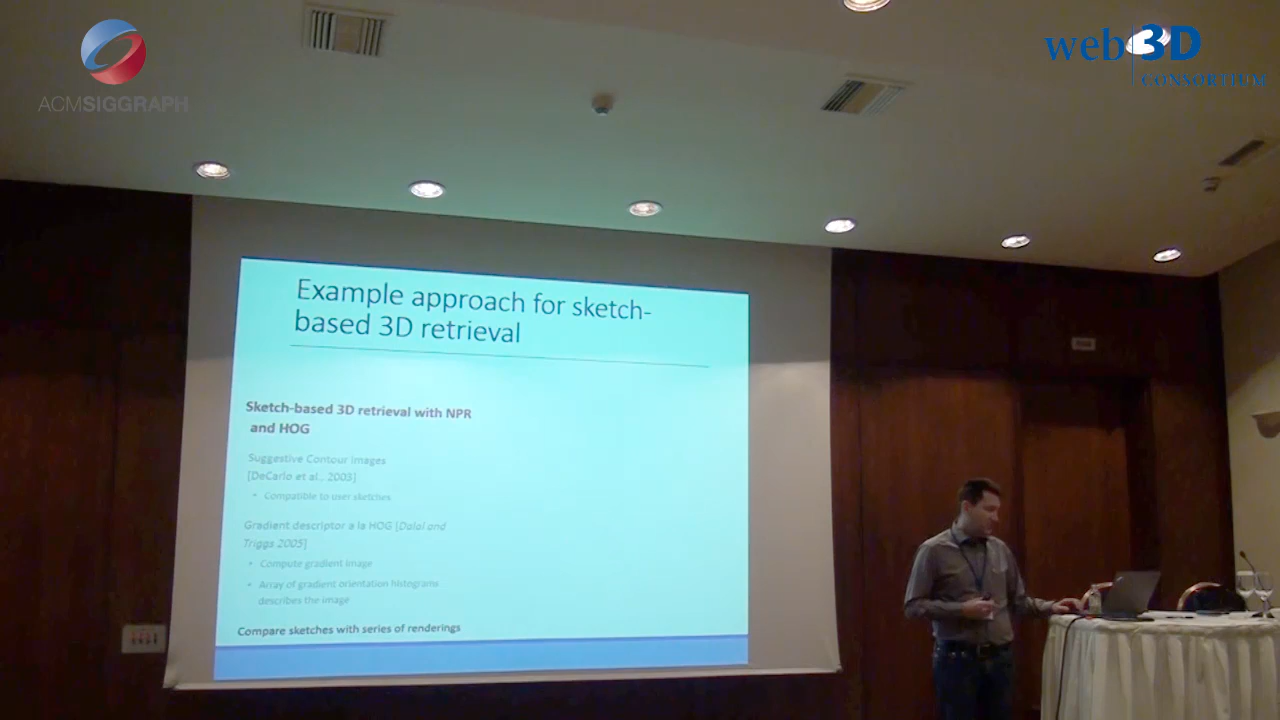 ACMSIGGRAPH
web 3D
CONSORTIUM
Example approach for sketch-
based 3D retrieval
Sketch-based 3D retrieval with NPR
and HOG
Suggestive Contour Images
[DeCarlo et al., 2003]
• Compatible to user sketches
Gradient descriptor a la HOG [Dalal and
Triggs 2005]
• Compute gradient image
• Array of gradient orientation histograms
describes the image
Compare sketches with series of renderings